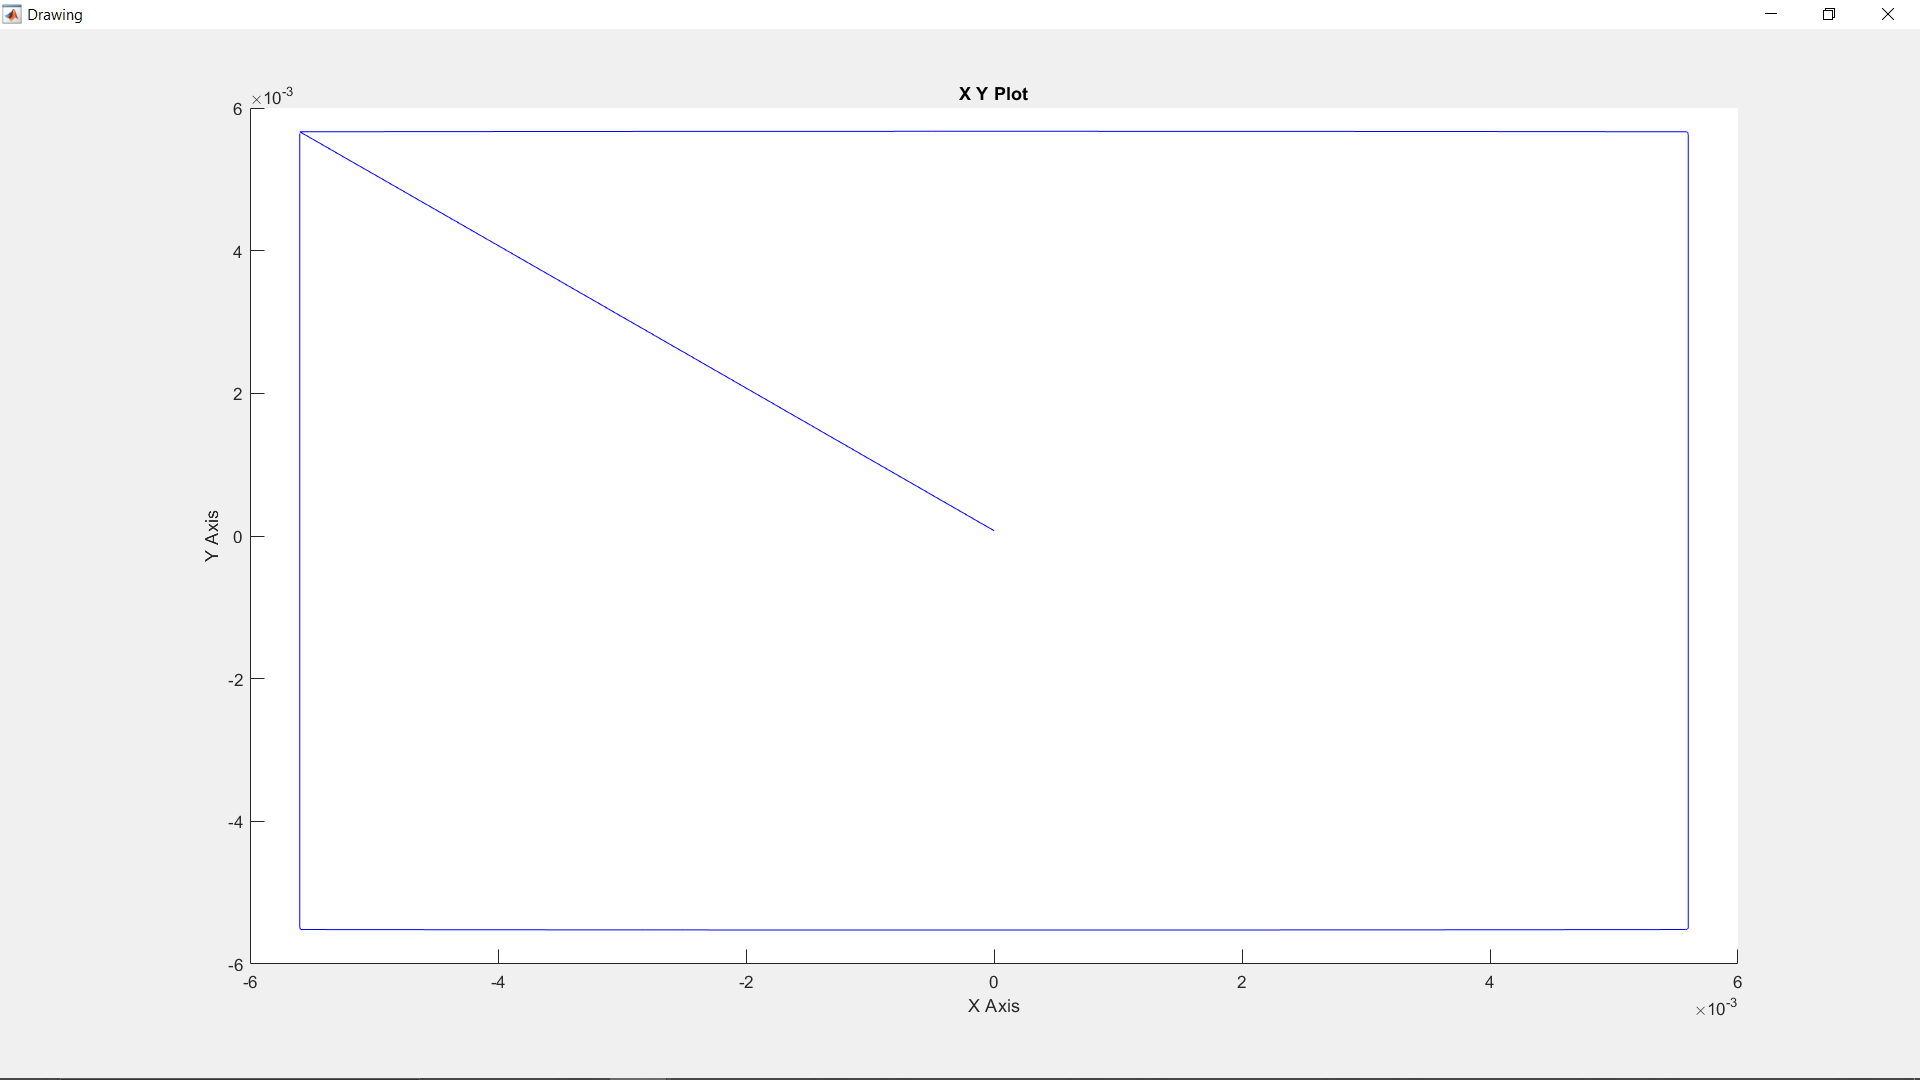 Drawing
X Y Plot
×10-3
6
4
2
0
-2
-4
-6
Y Axis
-6 -4 -2 0 2 4 6
X Axis
×10-3